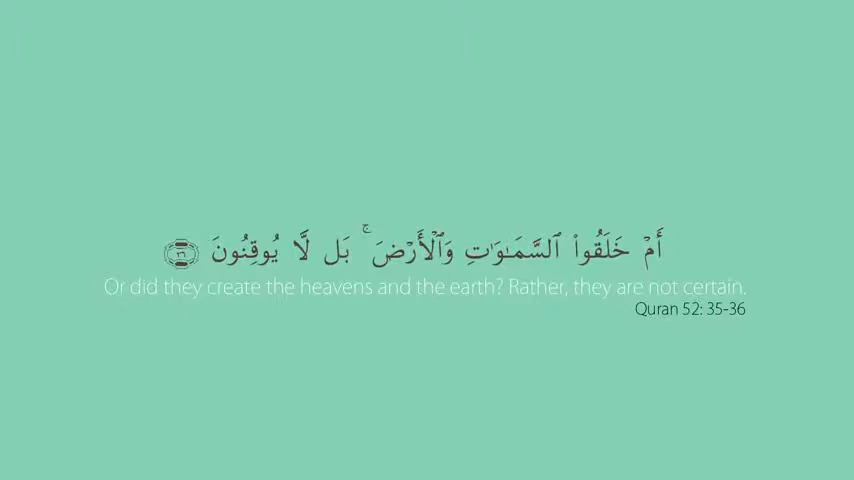 أَمْ خَلَقُوا۟ ٱلسَّمَـٰوَٰتِ وَٱلْأَرْضَ ۚ بَل لَّا يُوقِنُونَ ٣٦
Or did they create the heavens and the earth? Rather, they are not certain.
Quran 52: 35-36